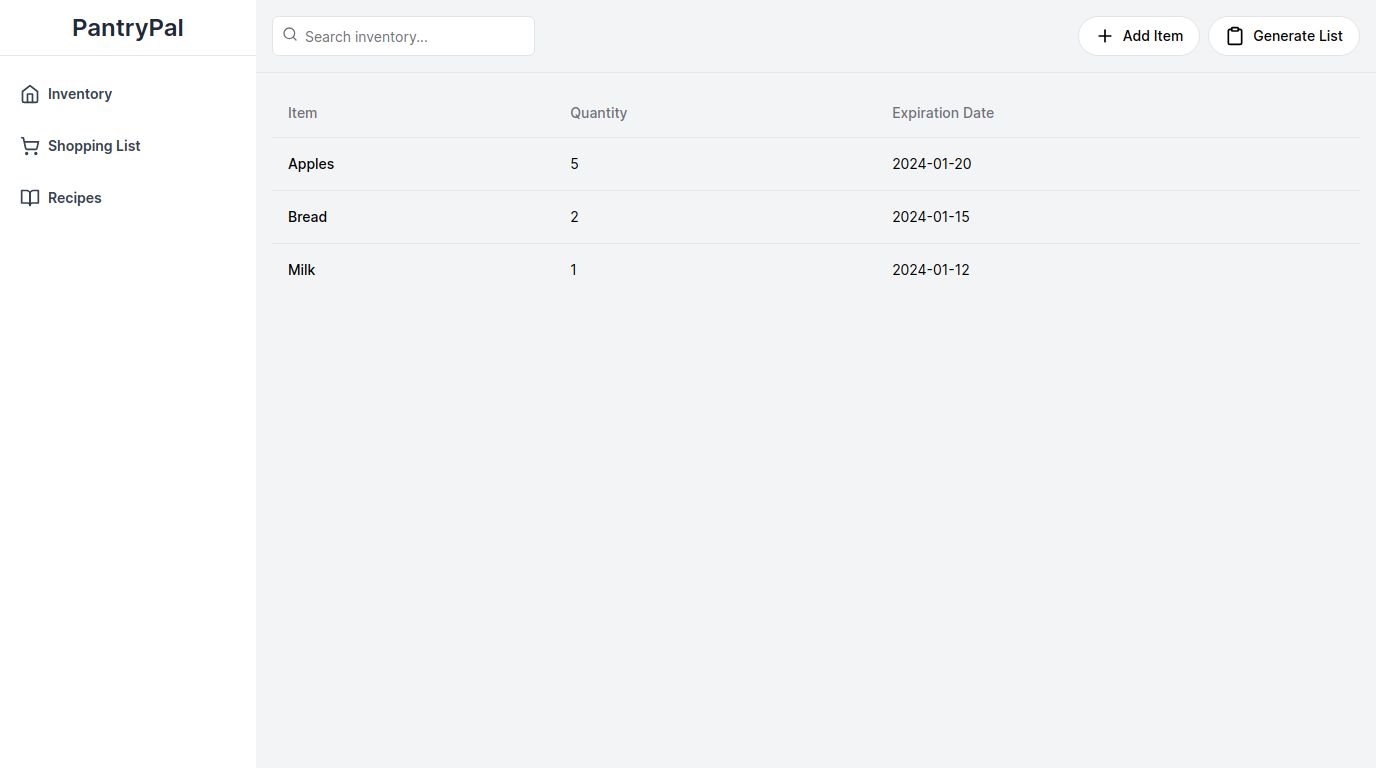 PantryPal
Inventory
Shopping List
Recipes
Search inventory...
Add Item
Generate List
Item Quantity Expiration Date
Apples 5 2024-01-20
Bread 2 2024-01-15
Milk 1 2024-01-12